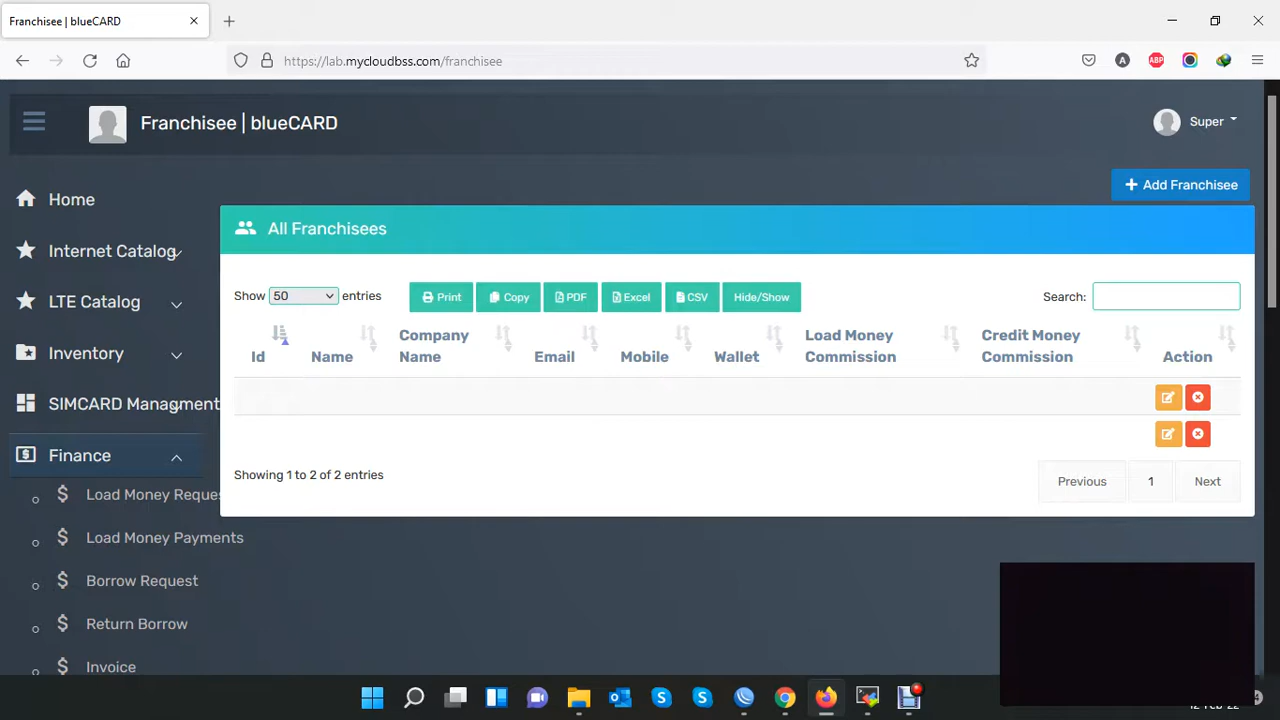 Franchisee | blueCARD
https://lab.mycloudbss.com/franchisee
A
ABP
Franchisee | blueCARD
Super
Add Franchisee
Home
Internet Catalog
LTE Catalog
Inventory
SIMCARD Managment
Finance
Load Money
Load Money Payments
Borrow Request
Return Borrow
Invoice
All Franchisees
Show 50 entries
Print Copy PDF Excel CSV Hide/Show
Search:
Id Name Company Name Email Mobile Wallet Load Money Commission Credit Money Commission Action
Showing 1 to 2 of 2 entries
Previous 1 Next